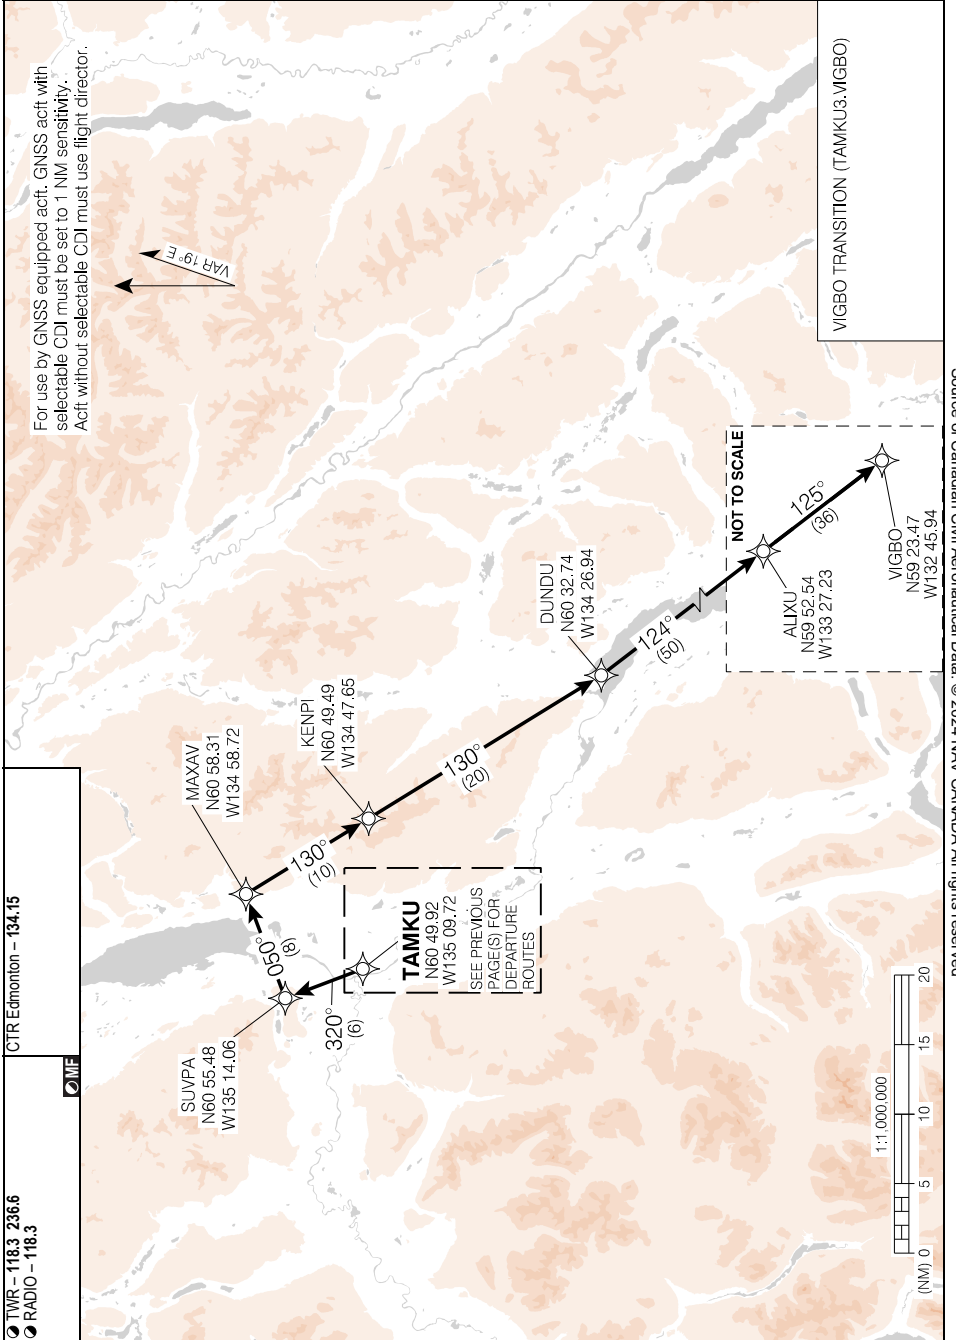 TWR – 118.3 236.6
RADIO – 118.3
MF
CTR Edmonton – 134.15
For use by GNSS equipped acft. GNSS acft with
selectable CDI must be set to 1 NM sensitivity.
Acft without selectable CDI must use flight director.
VAR 19° E
SUVPA
N60 55.48
W135 14.06
MAXAV
N60 58.31
W134 58.72
050°
(8)
320°
(6)
TAMKU
N60 49.92
W135 09.72
SEE PREVIOUS
PAGE(S) FOR
DEPARTURE
ROUTES
130°
(10)
KENPI
N60 49.49
W134 47.65
130°
(20)
DUNDU
N60 32.74
W134 26.94
124°
(50)
NOT TO SCALE
ALIXU
N59 52.54
W133 27.23
125°
(36)
VIGBO
N59 23.47
W132 45.94
VIGBO TRANSITION (TAMKU3.VIGBO)
1:1,000,000
(NM) 0 5 10 15 20
Source of Canadian Civil Aeronautical Data: © 2024 NAV CANADA All rights reserved